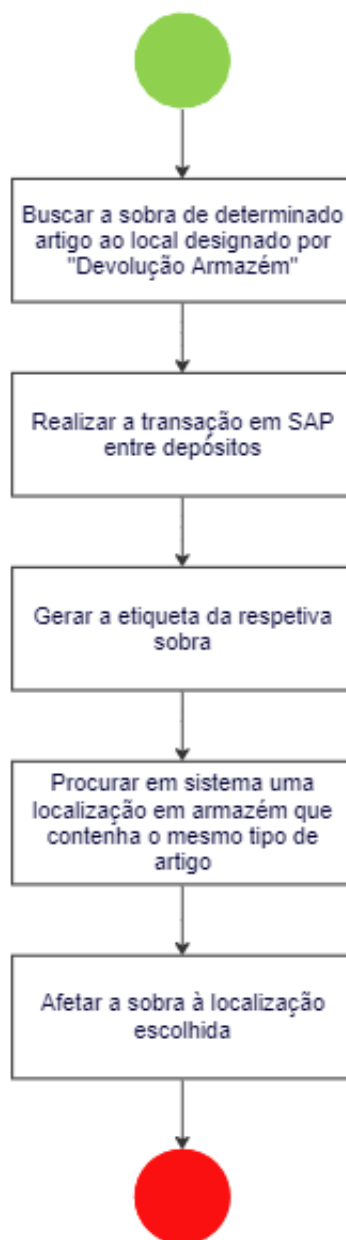 Buscar a sobra de determinado
artigo ao local designado por
"Devolução Armazém"
Realizar a transação em SAP
entre depósitos
Gerar a etiqueta da respetiva
sobra
Procurar em sistema uma
localização em armazém que
contenha o mesmo tipo de
artigo
Afetar a sobra à localização
escolhida